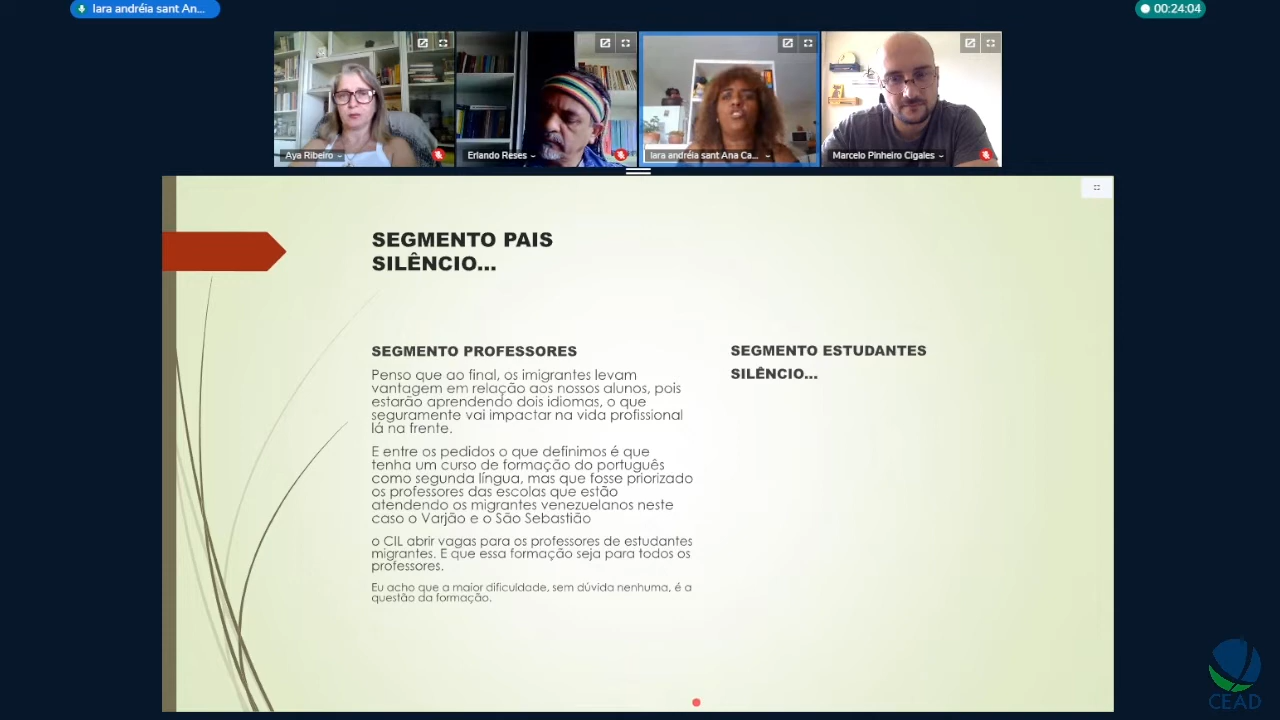 Iara andréia sant An...
00:24:04
Aya Ribeiro
Erlando Reses
Iara andréia sant Ana Ca...
Marcelo Pinheiro Cigales
SEGMENTO PAIS
SILÊNCIO...
SEGMENTO PROFESSORES
Penso que ao final, os imigrantes levam
vantagem em relação aos nossos alunos, pois
estarão aprendendo dois idiomas, o que
seguramente vai impactar na vida profissional
lá na frente.
E entre os pedidos o que definimos é que
tenha um curso de formação do português
como segunda língua, mas que fosse priorizado
os professores das escolas que estão
atendendo os migrantes venezuelanos neste
caso o Varjão e o São Sebastião
o CIL abrir vagas para os professores de estudantes
migrantes. E que essa formação seja para todos os
professores.
Eu acho que a maior dificuldade, sem dúvida nenhuma, é a
questão da formação.
SEGMENTO ESTUDANTES
SILÊNCIO...
CEAD